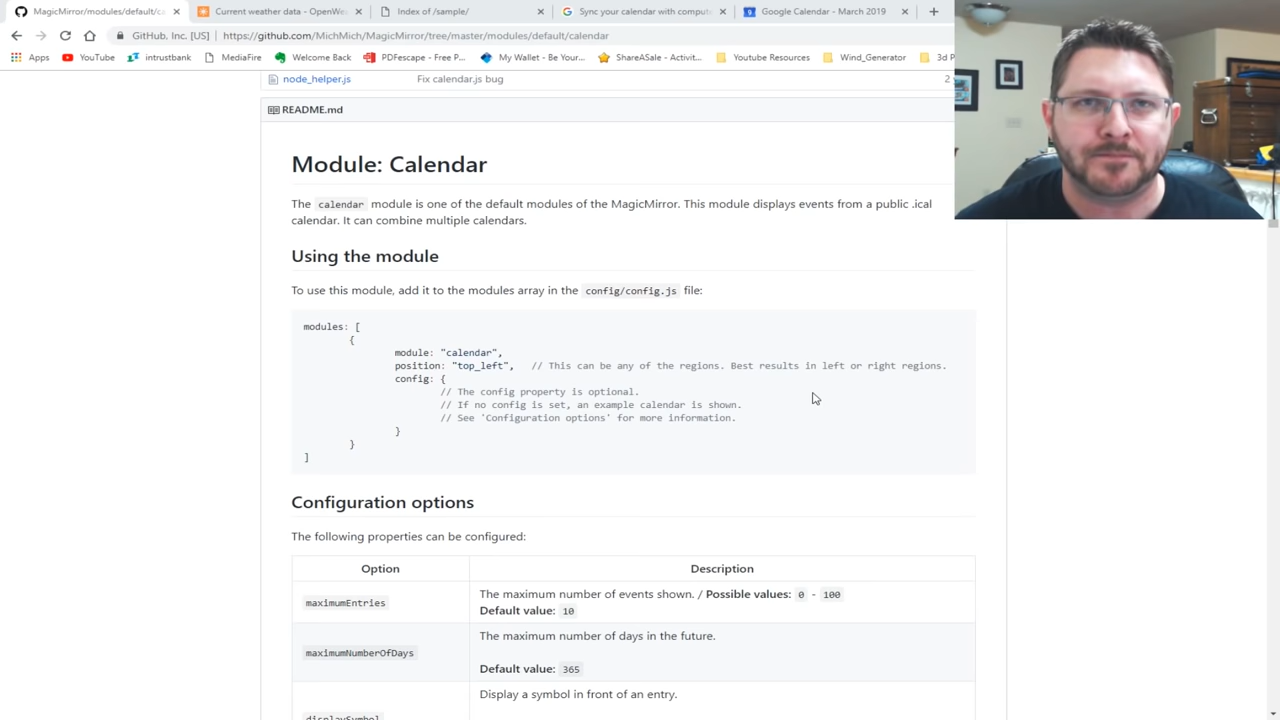 MagicMirror/modules/default/ca
Current weather data - OpenWe
Index of /sample/
Sync your calendar with compute
Google Calendar - March 2019
GitHub, Inc. [US] https://github.com/MichMich/MagicMirror/tree/master/modules/default/calendar
Apps YouTube intrustbank MediaFire Welcome Back PDFescape - Free... My Wallet - Be Your... ShareASale - Activit... Youtube Resources Wind_Generator 3d P
node_helper.js Fix calendar.js bug 2
README.md
Module: Calendar
The calendar module is one of the default modules of the MagicMirror. This module displays events from a public .ical
calendar. It can combine multiple calendars.
Using the module
To use this module, add it to the modules array in the config/config.js file:
modules: [
{
module: "calendar",
position: "top_left", // This can be any of the regions. Best results in left or right regions.
config: {
// The config property is optional.
// If no config is set, an example calendar is shown.
// See 'Configuration options' for more information.
}
}
]
Configuration options
The following properties can be configured:
Option Description
maximumEntries
The maximum number of events shown. / Possible values: 0 - 100
Default value: 10
maximumNumberOfDays
The maximum number of days in the future.
Default value: 365
displaySymbol
Display a symbol in front of an entry.